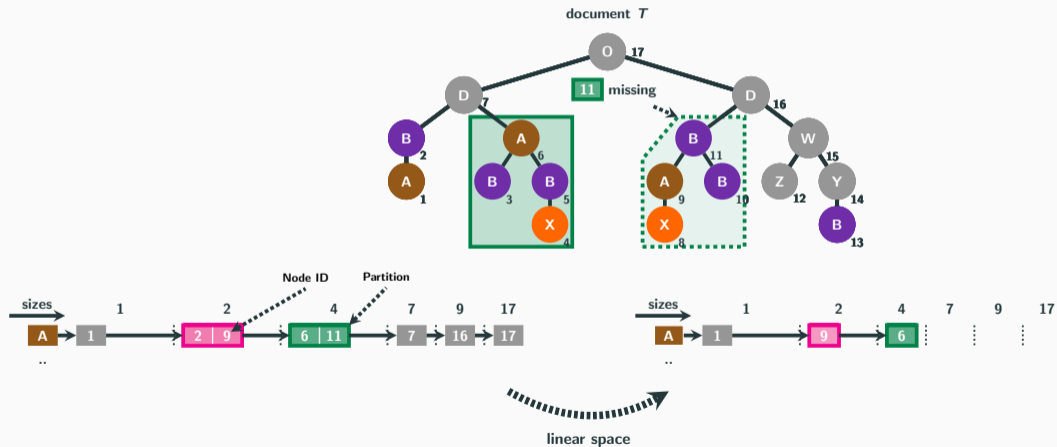 document T
O 17
11 missing
D 7
D 16
B 2
A 6
B 11
W 15
A 1
B 3
B 5
A 9
B 10
Z 12
Y 14
X 4
X 8
B 13
Node ID
Partition
sizes 1 2 4 7 9 17
A 1 2 9 6 11 7 16 17
..
sizes 1 2 4 7 9 17
A 1 9 6
..
linear space